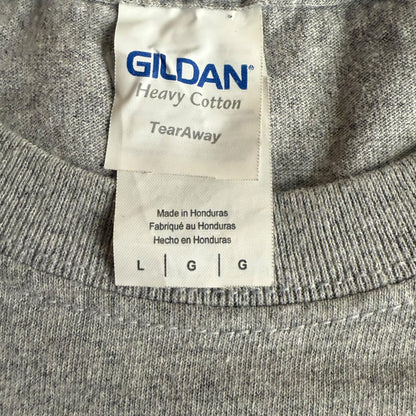 GILDAN®
Heavy Cotton
TearAway
Made in Honduras
Fabriqué au Honduras
Hecho en Honduras
L | G | G